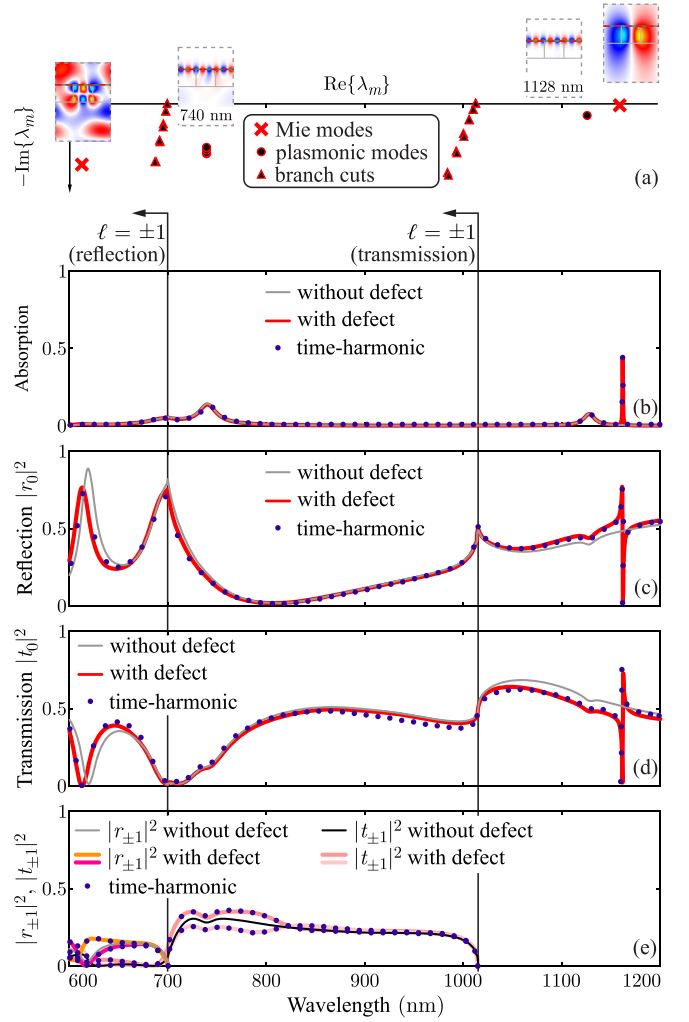 Re{λₘ}
−Im{λₘ}
740 nm
1128 nm
Mie modes
plasmonic modes
branch cuts
(a)
ℓ = ±1
(reflection)
ℓ = ±1
(transmission)
Absorption
1
0.5
0
without defect
with defect
time-harmonic
(b)
Reflection |r₀|²
1
0.5
0
without defect
with defect
time-harmonic
(c)
Transmission |t₀|²
1
0.5
0
without defect
with defect
time-harmonic
(d)
|r±₁|², |t±₁|²
1
0.5
0
|r±₁|² without defect
|t±₁|² without defect
|r±₁|² with defect
|t±₁|² with defect
time-harmonic
(e)
600 700 800 900 1000 1100 1200
Wavelength (nm)